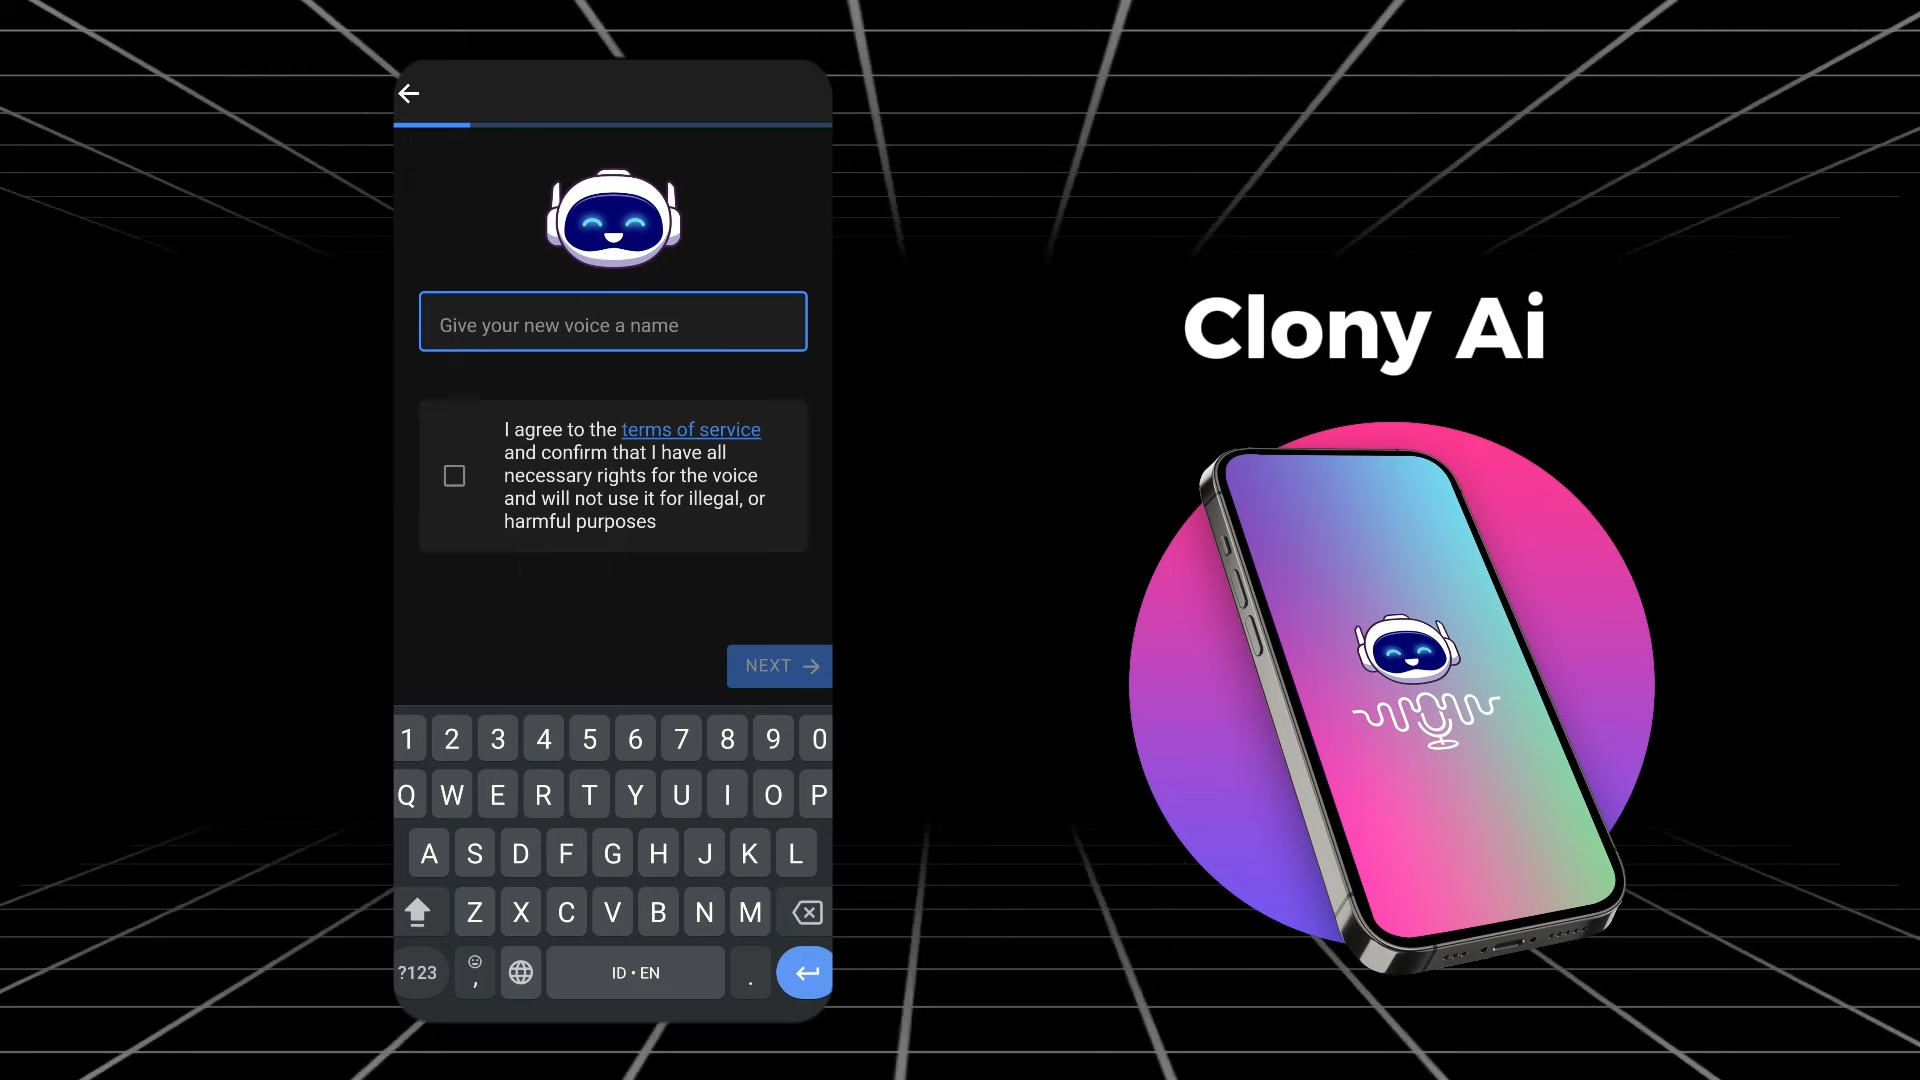 Give your new voice a name
I agree to the terms of service
and confirm that I have all
necessary rights for the voice
and will not use it for illegal, or
harmful purposes
NEXT
1 2 3 4 5 6 7 8 9 0
Q W E R T Y U I O P
A S D F G H J K L
Z X C V B N M
?123 , ID • EN .
Clony Ai